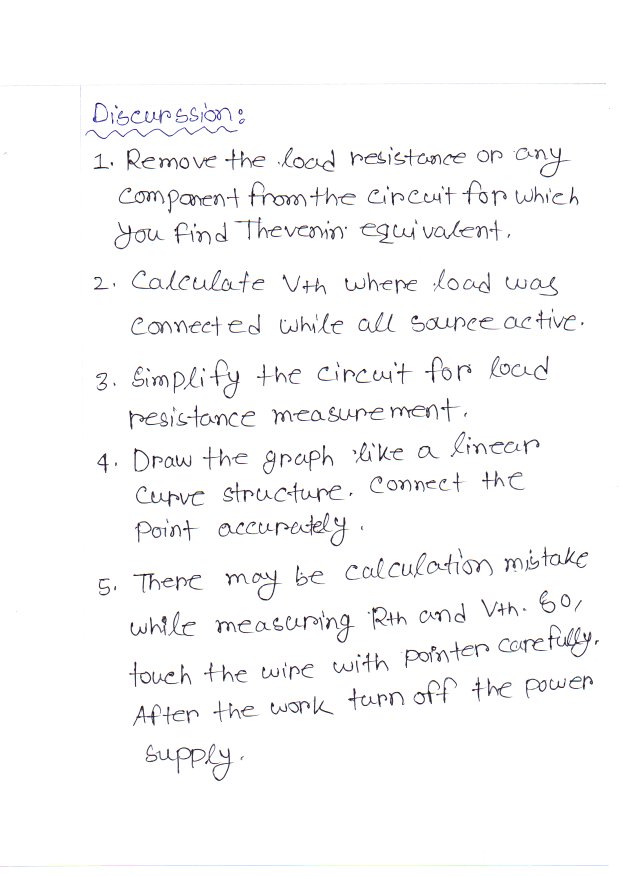 Discurssion:
1. Remove the load resistance or any
component from the circuit for which
you find Thevenin equivalent.
2. Calculate Vth where load was
connected while all source active.
3. Simplify the circuit for load
resistance measurement.
4. Draw the graph like a linear
curve structure. Connect the
point accurately.
5. There may be calculation mistake
while measuring Rth and Vth. So,
touch the wire with pointer carefully.
After the work turn off the power
supply.